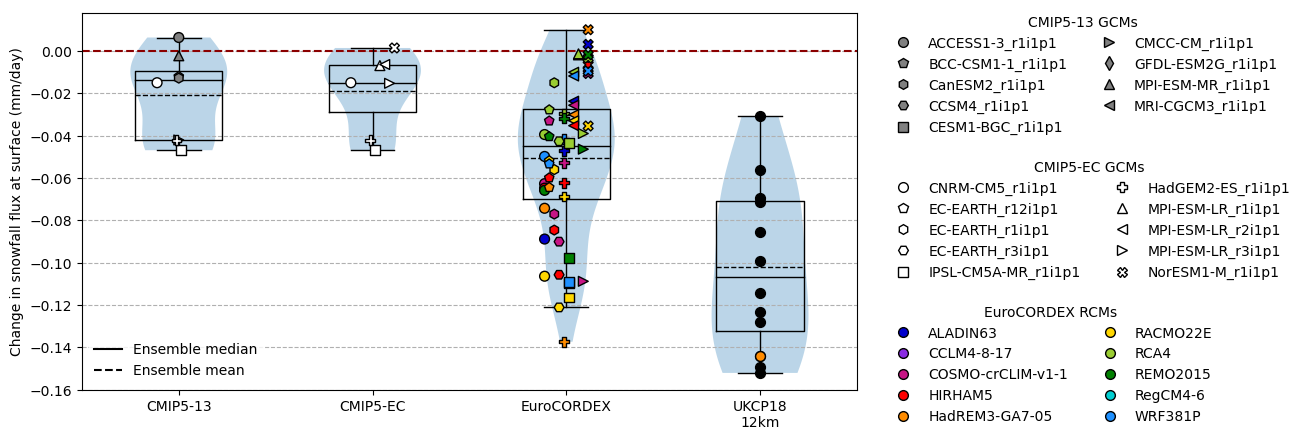 Change in snowfall flux at surface (mm/day)
0.00
−0.02
−0.04
−0.06
−0.08
−0.10
−0.12
−0.14
−0.16
Ensemble median
Ensemble mean
CMIP5-13
CMIP5-EC
EuroCORDEX
UKCP18
12km
CMIP5-13 GCMs
ACCESS1-3_r1i1p1
BCC-CSM1-1_r1i1p1
CanESM2_r1i1p1
CCSM4_r1i1p1
CESM1-BGC_r1i1p1
CMCC-CM_r1i1p1
GFDL-ESM2G_r1i1p1
MPI-ESM-MR_r1i1p1
MRI-CGCM3_r1i1p1
CMIP5-EC GCMs
CNRM-CM5_r1i1p1
EC-EARTH_r12i1p1
EC-EARTH_r1i1p1
EC-EARTH_r3i1p1
IPSL-CM5A-MR_r1i1p1
HadGEM2-ES_r1i1p1
MPI-ESM-LR_r1i1p1
MPI-ESM-LR_r2i1p1
MPI-ESM-LR_r3i1p1
NorESM1-M_r1i1p1
EuroCORDEX RCMs
ALADIN63
CCLM4-8-17
COSMO-crCLIM-v1-1
HIRHAM5
HadREM3-GA7-05
RACMO22E
RCA4
REMO2015
RegCM4-6
WRF381P